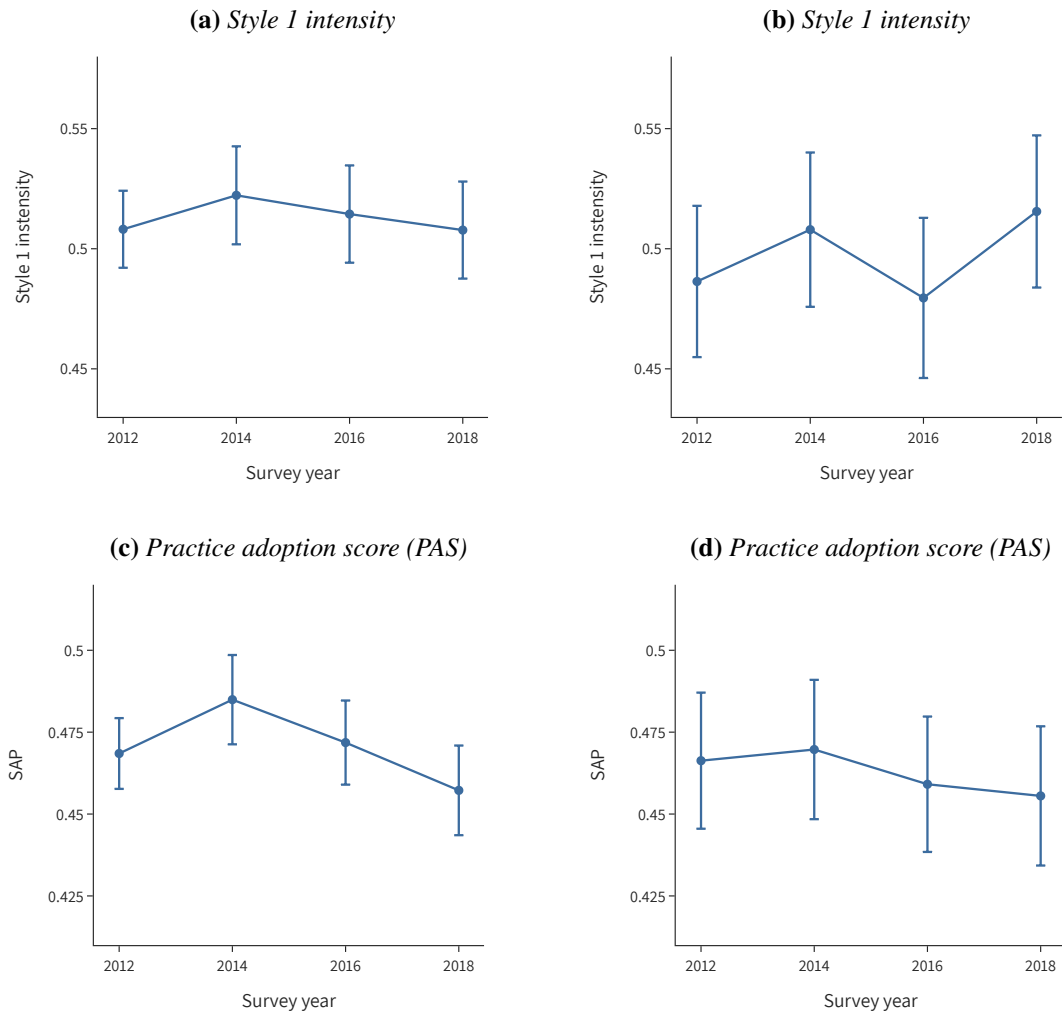 (a) Style 1 intensity
0.55
0.5
0.45
Style 1 instensity
2012 2014 2016 2018
Survey year
(b) Style 1 intensity
0.55
0.5
0.45
Style 1 instensity
2012 2014 2016 2018
Survey year
(c) Practice adoption score (PAS)
0.5
0.475
0.45
0.425
SAP
2012 2014 2016 2018
Survey year
(d) Practice adoption score (PAS)
0.5
0.475
0.45
0.425
SAP
2012 2014 2016 2018
Survey year